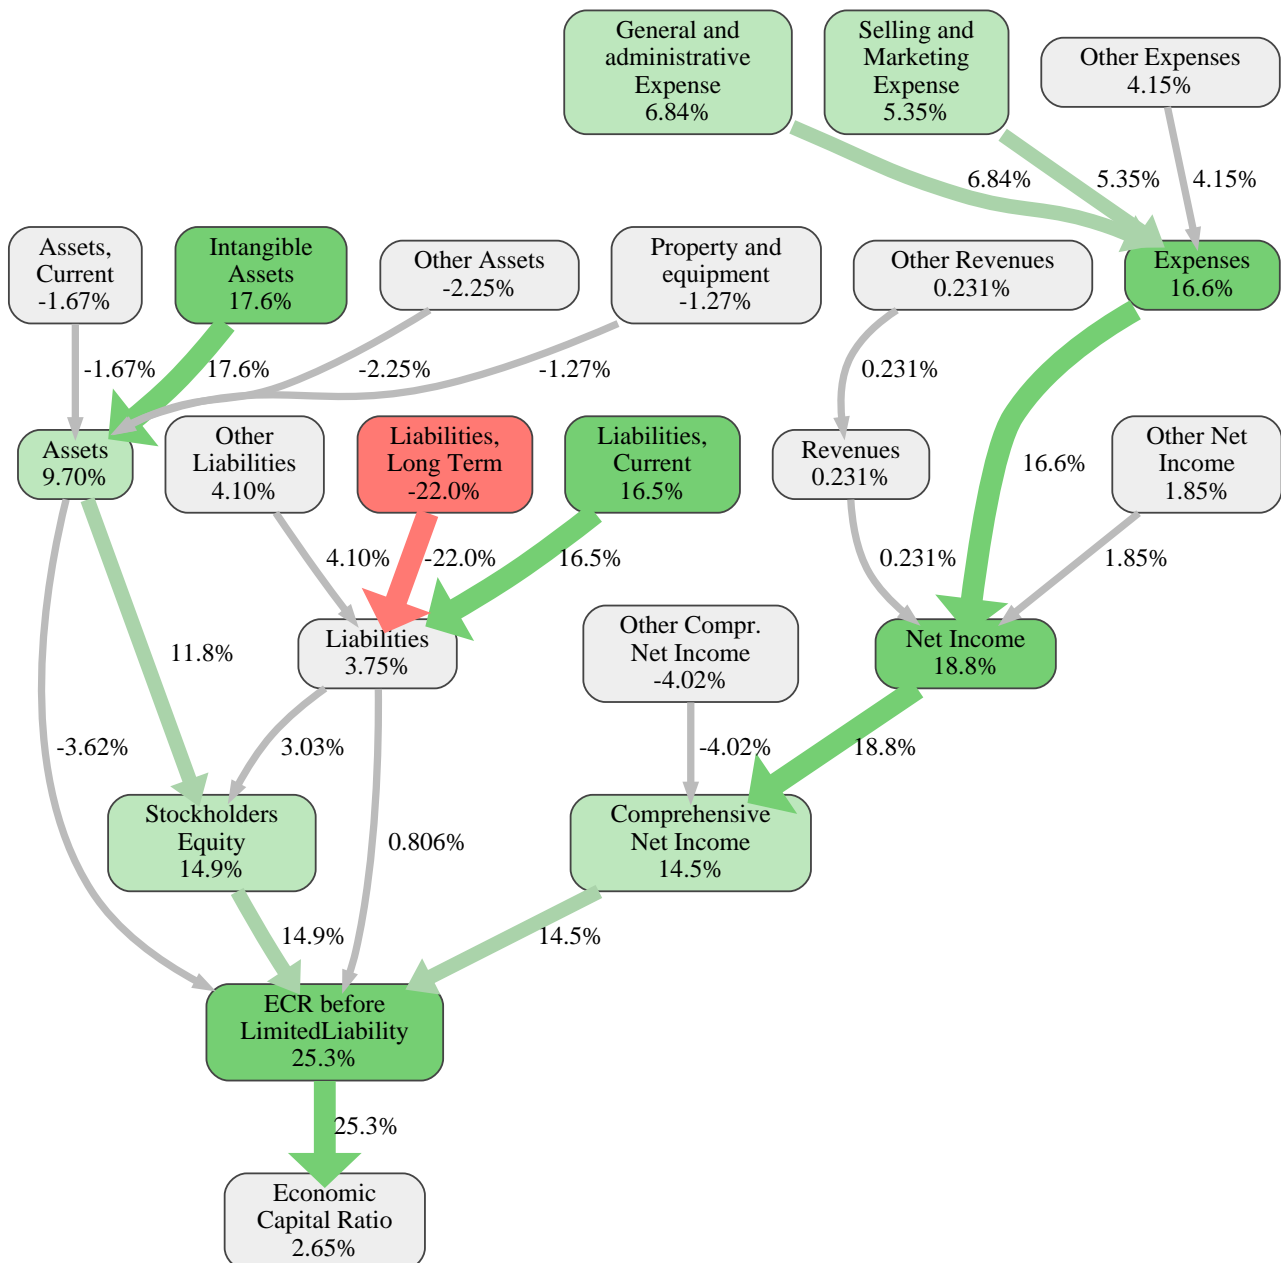 General and
administrative
Expense
6.84%
Selling and
Marketing
Expense
5.35%
Other Expenses
4.15%
6.84%
5.35%
4.15%
Assets,
Current
-1.67%
Intangible
Assets
17.6%
Other Assets
-2.25%
Property and
equipment
-1.27%
Other Revenues
0.231%
Expenses
16.6%
-1.67%
17.6%
-2.25%
-1.27%
0.231%
Assets
9.70%
Other
Liabilities
4.10%
Liabilities,
Long Term
-22.0%
Liabilities,
Current
16.5%
Revenues
0.231%
16.6%
Other Net
Income
1.85%
4.10%
-22.0%
16.5%
0.231%
1.85%
11.8%
Liabilities
3.75%
Other Compr.
Net Income
-4.02%
Net Income
18.8%
-3.62%
3.03%
-4.02%
18.8%
Stockholders
Equity
14.9%
0.806%
Comprehensive
Net Income
14.5%
14.9%
14.5%
ECR before
LimitedLiability
25.3%
25.3%
Economic
Capital Ratio
2.65%